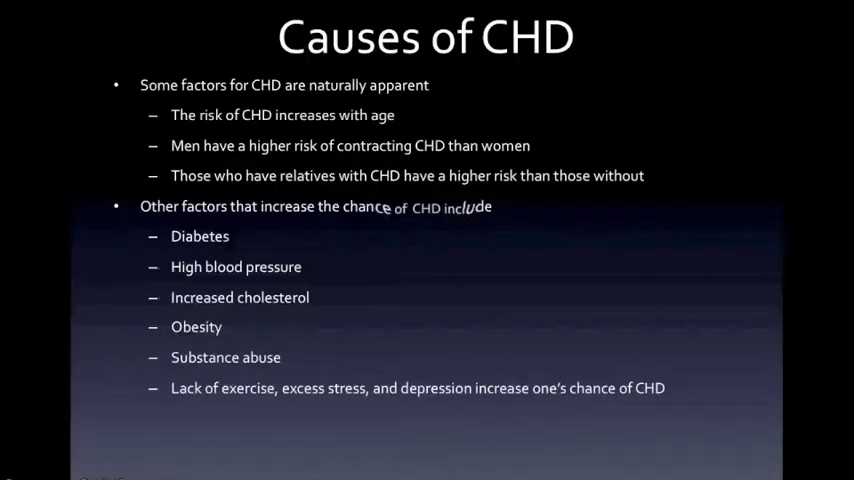 Causes of CHD
• Some factors for CHD are naturally apparent
– The risk of CHD increases with age
– Men have a higher risk of contracting CHD than women
– Those who have relatives with CHD have a higher risk than those without
• Other factors that increase the chance of CHD include
– Diabetes
– High blood pressure
– Increased cholesterol
– Obesity
– Substance abuse
– Lack of exercise, excess stress, and depression increase one's chance of CHD